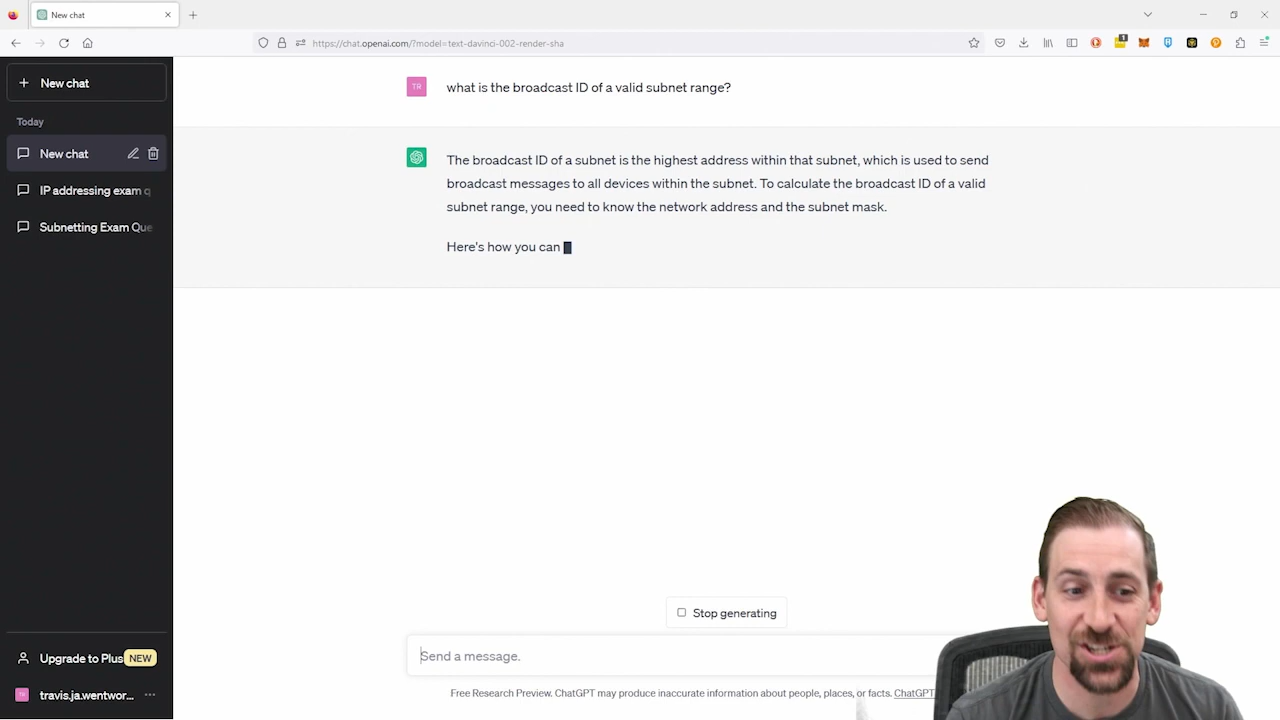 New chat
https://chat.openai.com/?model=text-davinci-002-render-sha
1
New chat
Today
New chat
IP addressing exam q
Subnetting Exam Que
TR
what is the broadcast ID of a valid subnet range?
The broadcast ID of a subnet is the highest address within that subnet, which is used to send
broadcast messages to all devices within the subnet. To calculate the broadcast ID of a valid
subnet range, you need to know the network address and the subnet mask.
Here's how you can
Stop generating
Send a message.
Free Research Preview. ChatGPT may produce inaccurate information about people, places, or facts. ChatGPT
Upgrade to Plus NEW
TR travis.ja.wentwor...